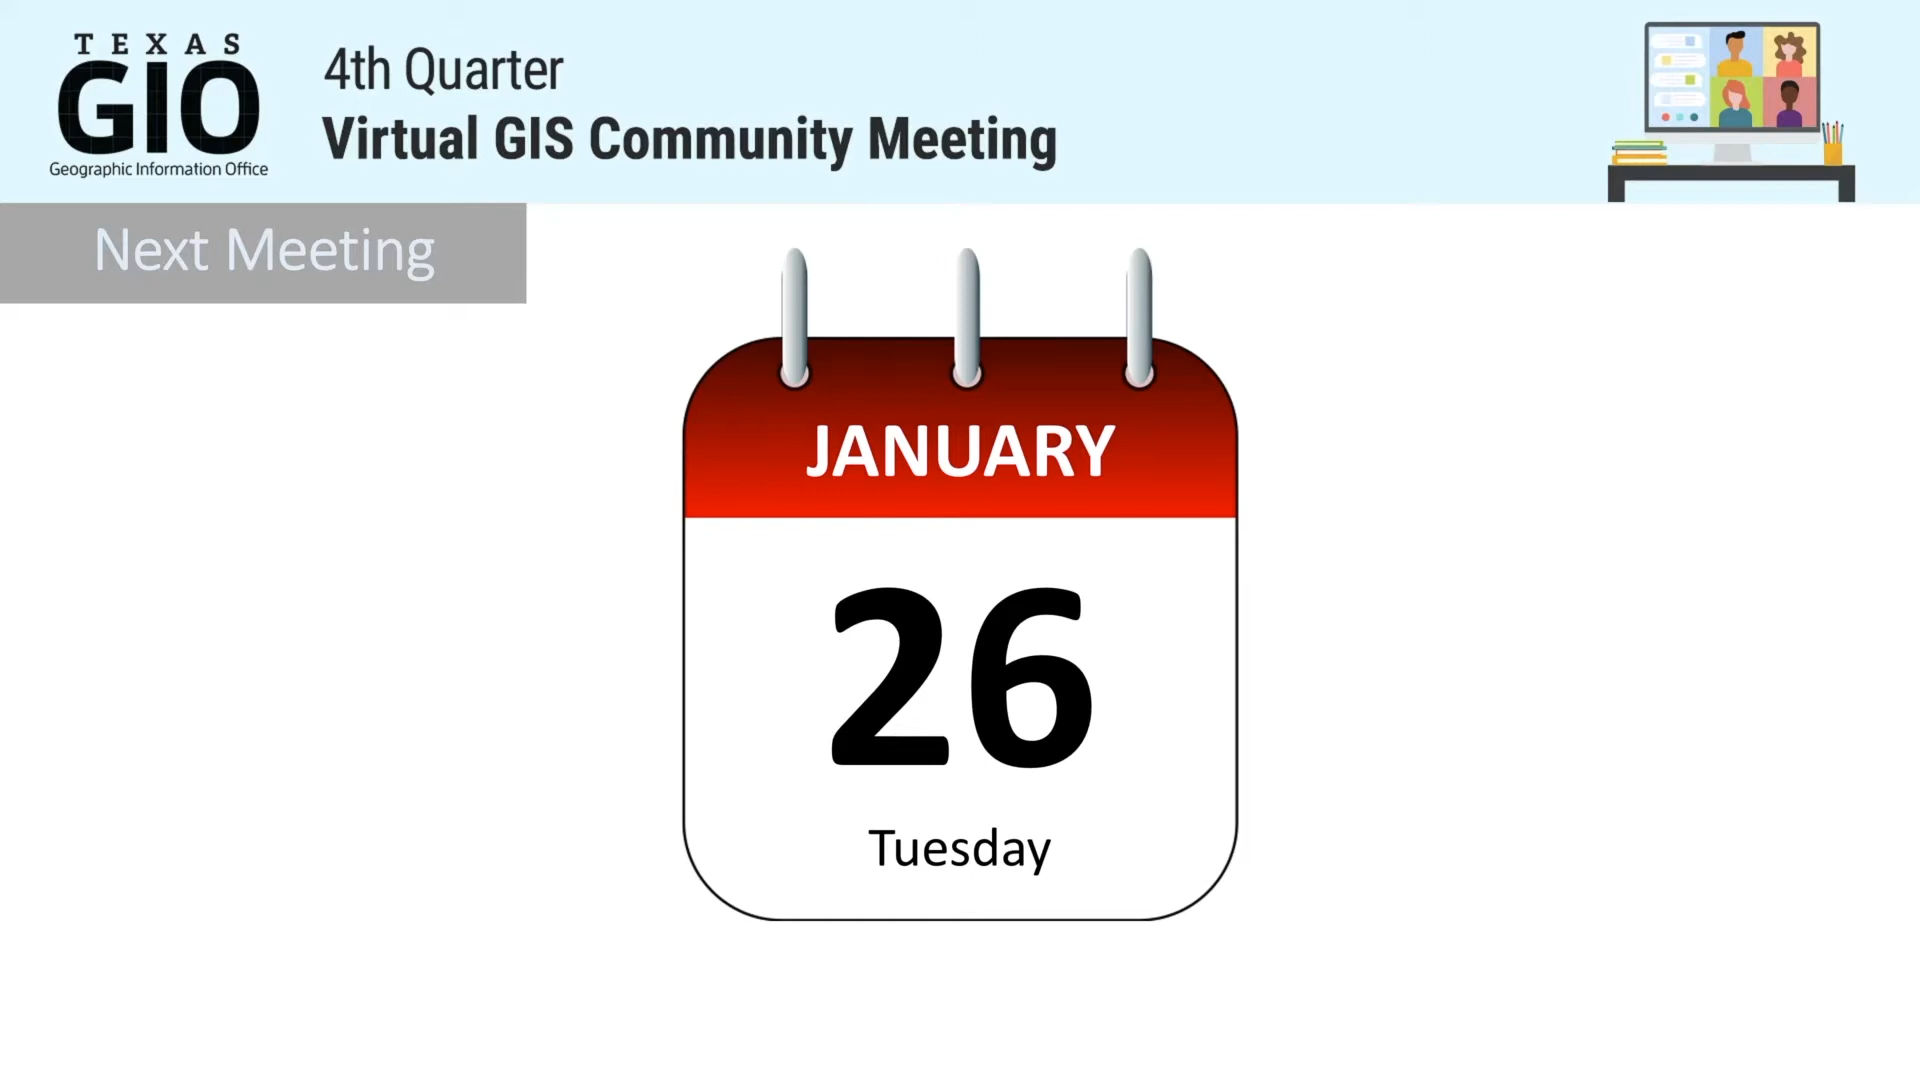 TEXAS
GIO
Geographic Information Office
4th Quarter
Virtual GIS Community Meeting
Next Meeting
JANUARY
26
Tuesday